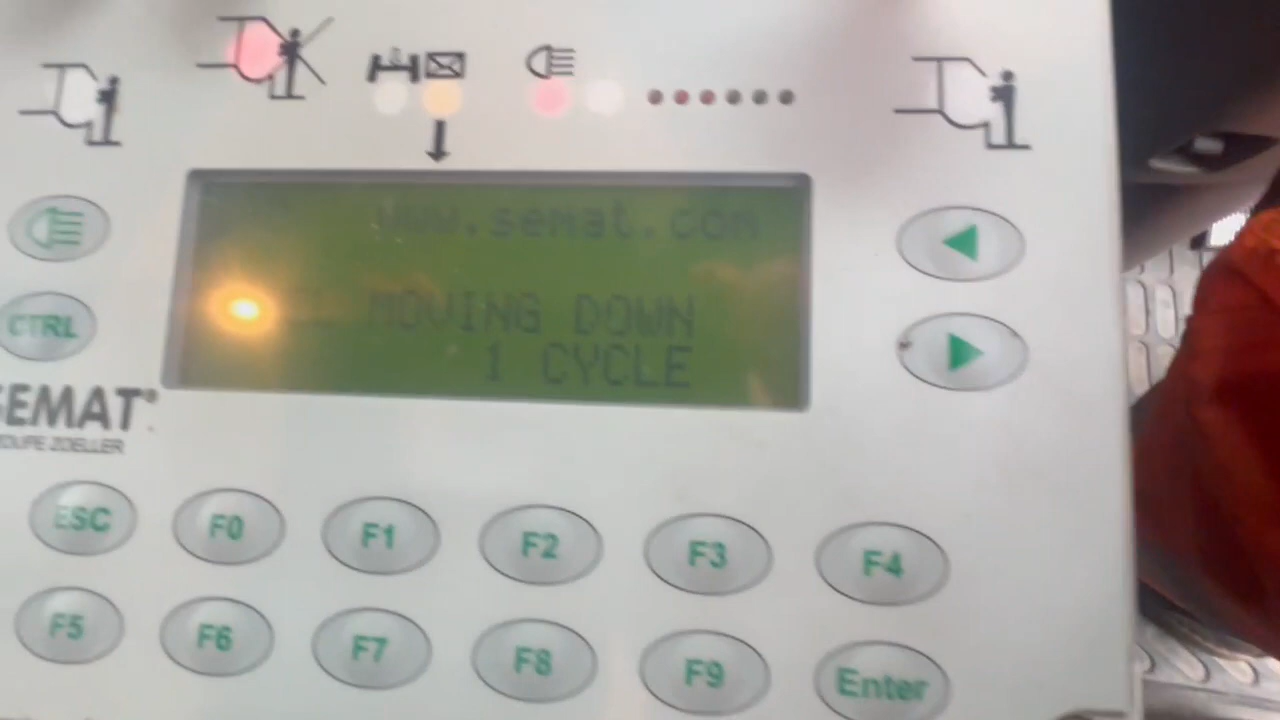 www.semat.com
MOVING DOWN
1 CYCLE
CTRL
SEMAT
ZOELLER
ESC F0 F1 F2 F3 F4
F5 F6 F7 F8 F9 Enter